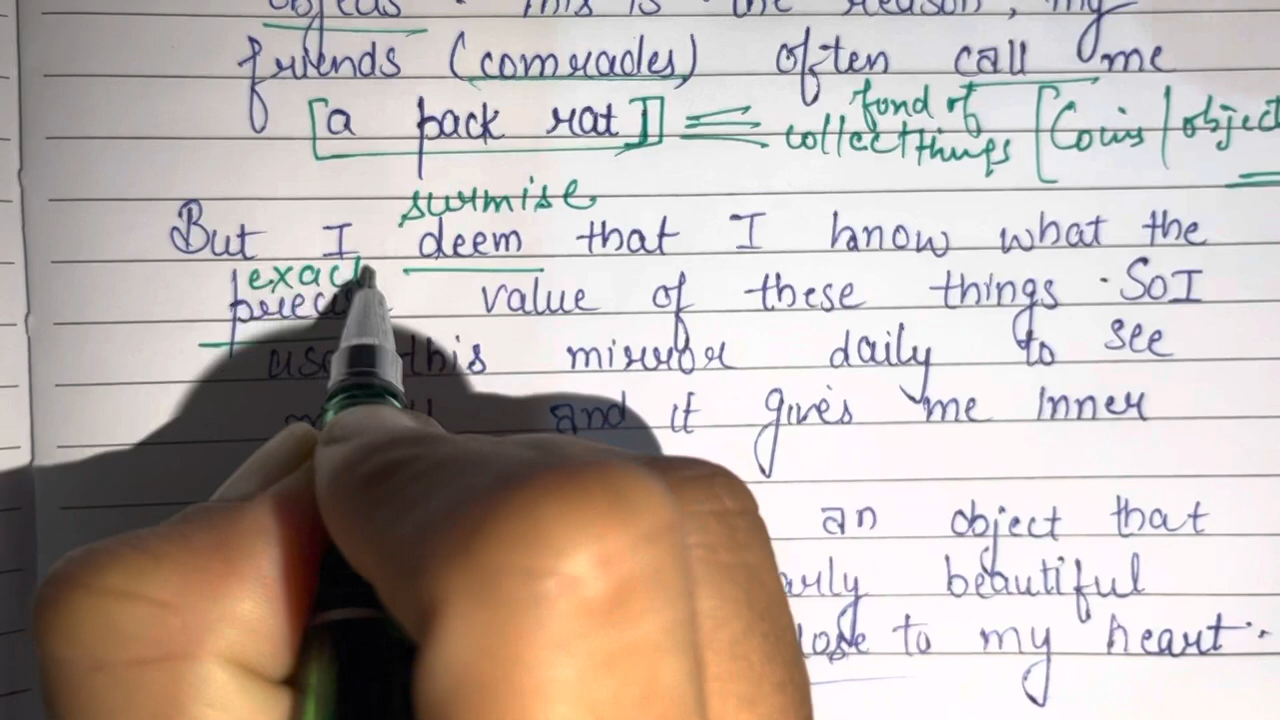 friends (comrades) often call me
[a pack rat] = fond of collect things [Coins/object
surmise
But I deem that I know what the
exact
value of these things. So I
this mirror daily to see
and it gives me inner
an object that
beautiful
to my heart.